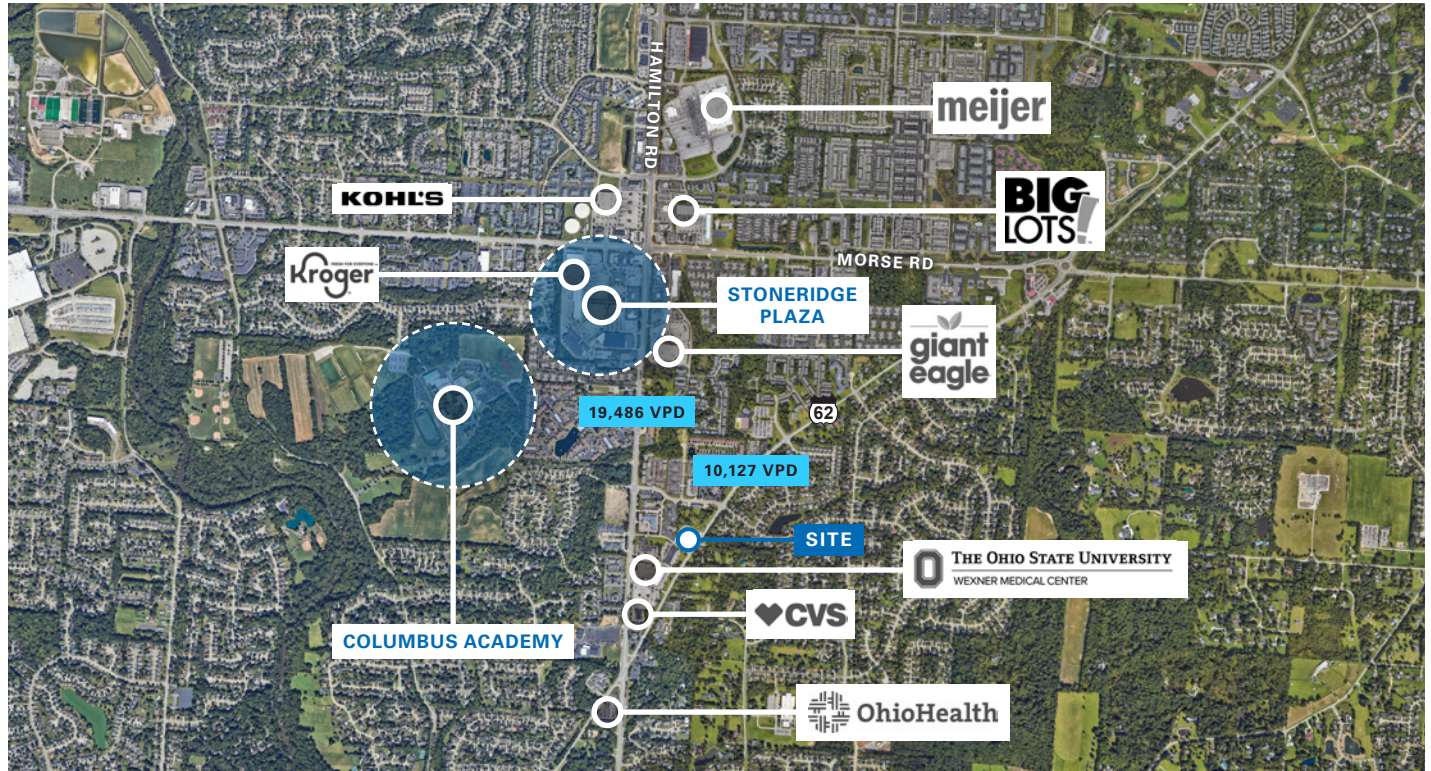 HAMILTON RD
meijer
KOHL'S
BIG
LOTS!
MORSE RD
FRESH FOR EVERYONE
Kroger
STONERIDGE
PLAZA
giant
eagle
19,486 VPD
62
10,127 VPD
SITE
THE OHIO STATE UNIVERSITY
WEXNER MEDICAL CENTER
CVS
COLUMBUS ACADEMY
OhioHealth